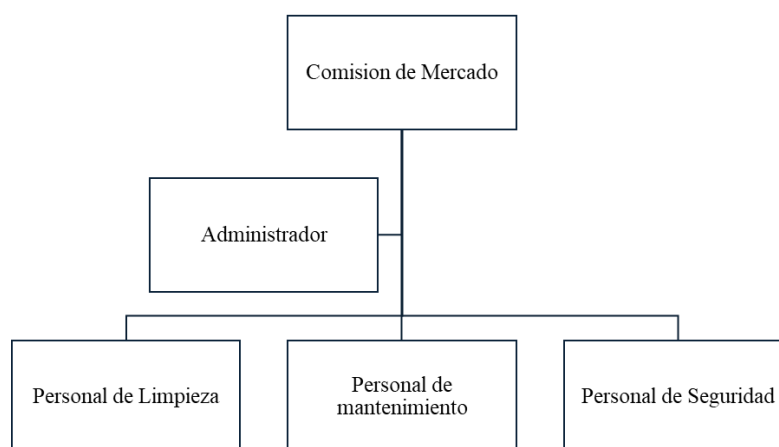 Comision de Mercado
Administrador
Personal de Limpieza
Personal de
mantenimiento
Personal de Seguridad